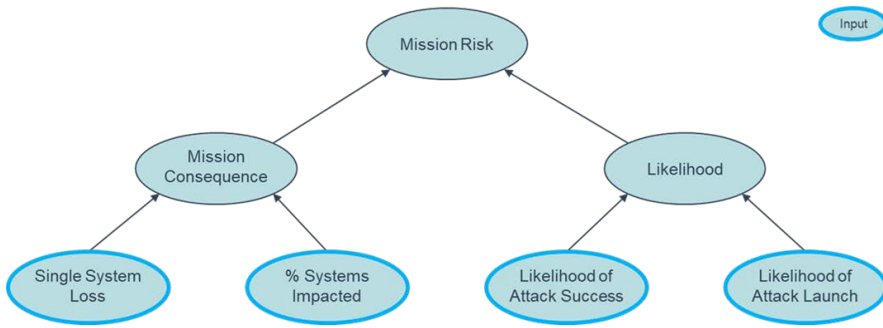 Mission Risk
Input
Mission
Consequence
Likelihood
Single System
Loss
% Systems
Impacted
Likelihood of
Attack Success
Likelihood of
Attack Launch